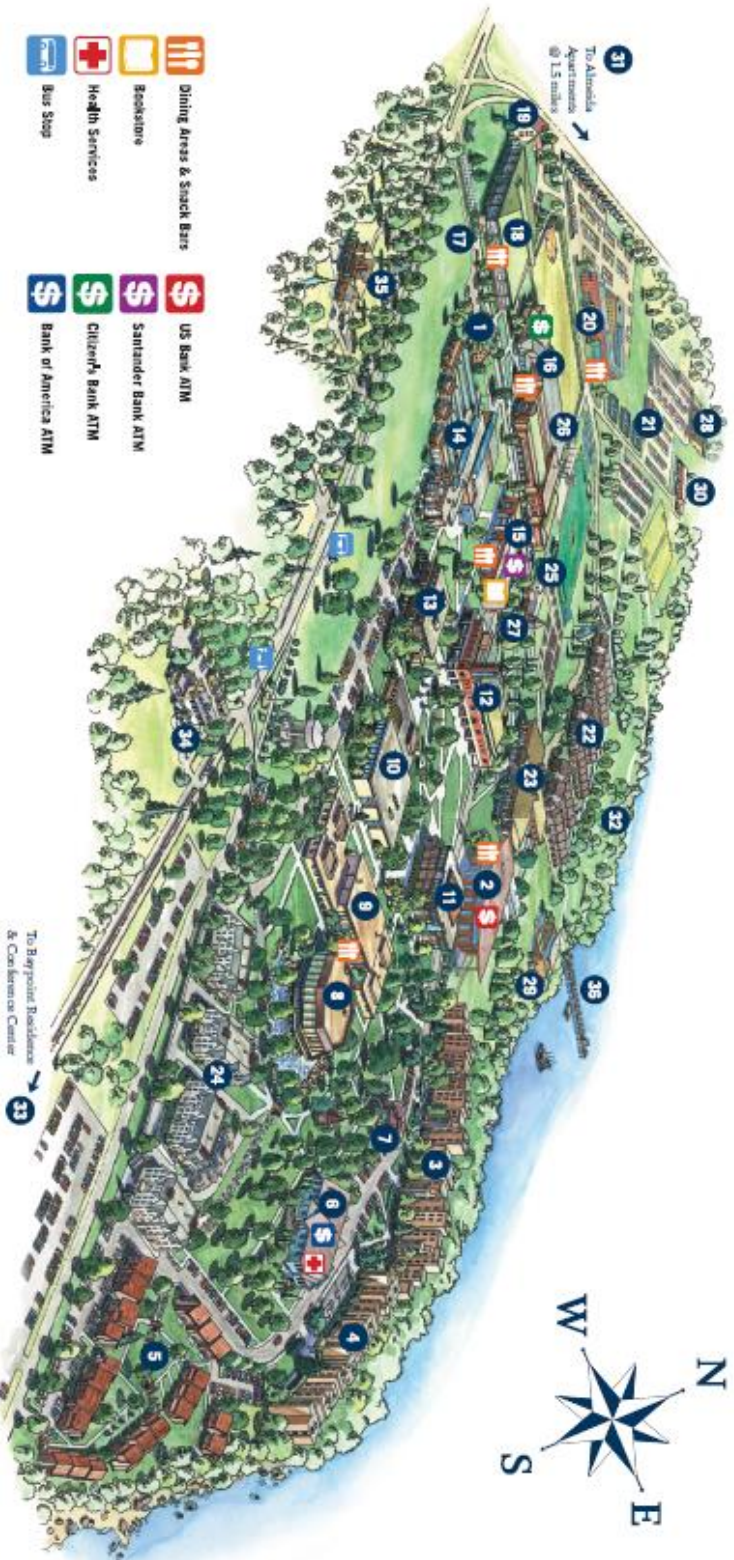 31
To Almeida
Apartments
@ 1.5 miles
28
30
N
21
E
36
32
22
20
W
26
25
$
16
23
29
19
15
$
18
27
S
12
2
$
1
17
14
11
3
13
10
7
35
9
4
8
6
$
24
34
5
To Baypoint Residence
& Conference Center
33
Dining Areas & Snack Bars
Bookstore
Health Services
Bus Stop
$ US Bank ATM
$ Santander Bank ATM
$ Citizen's Bank ATM
$ Bank of America ATM